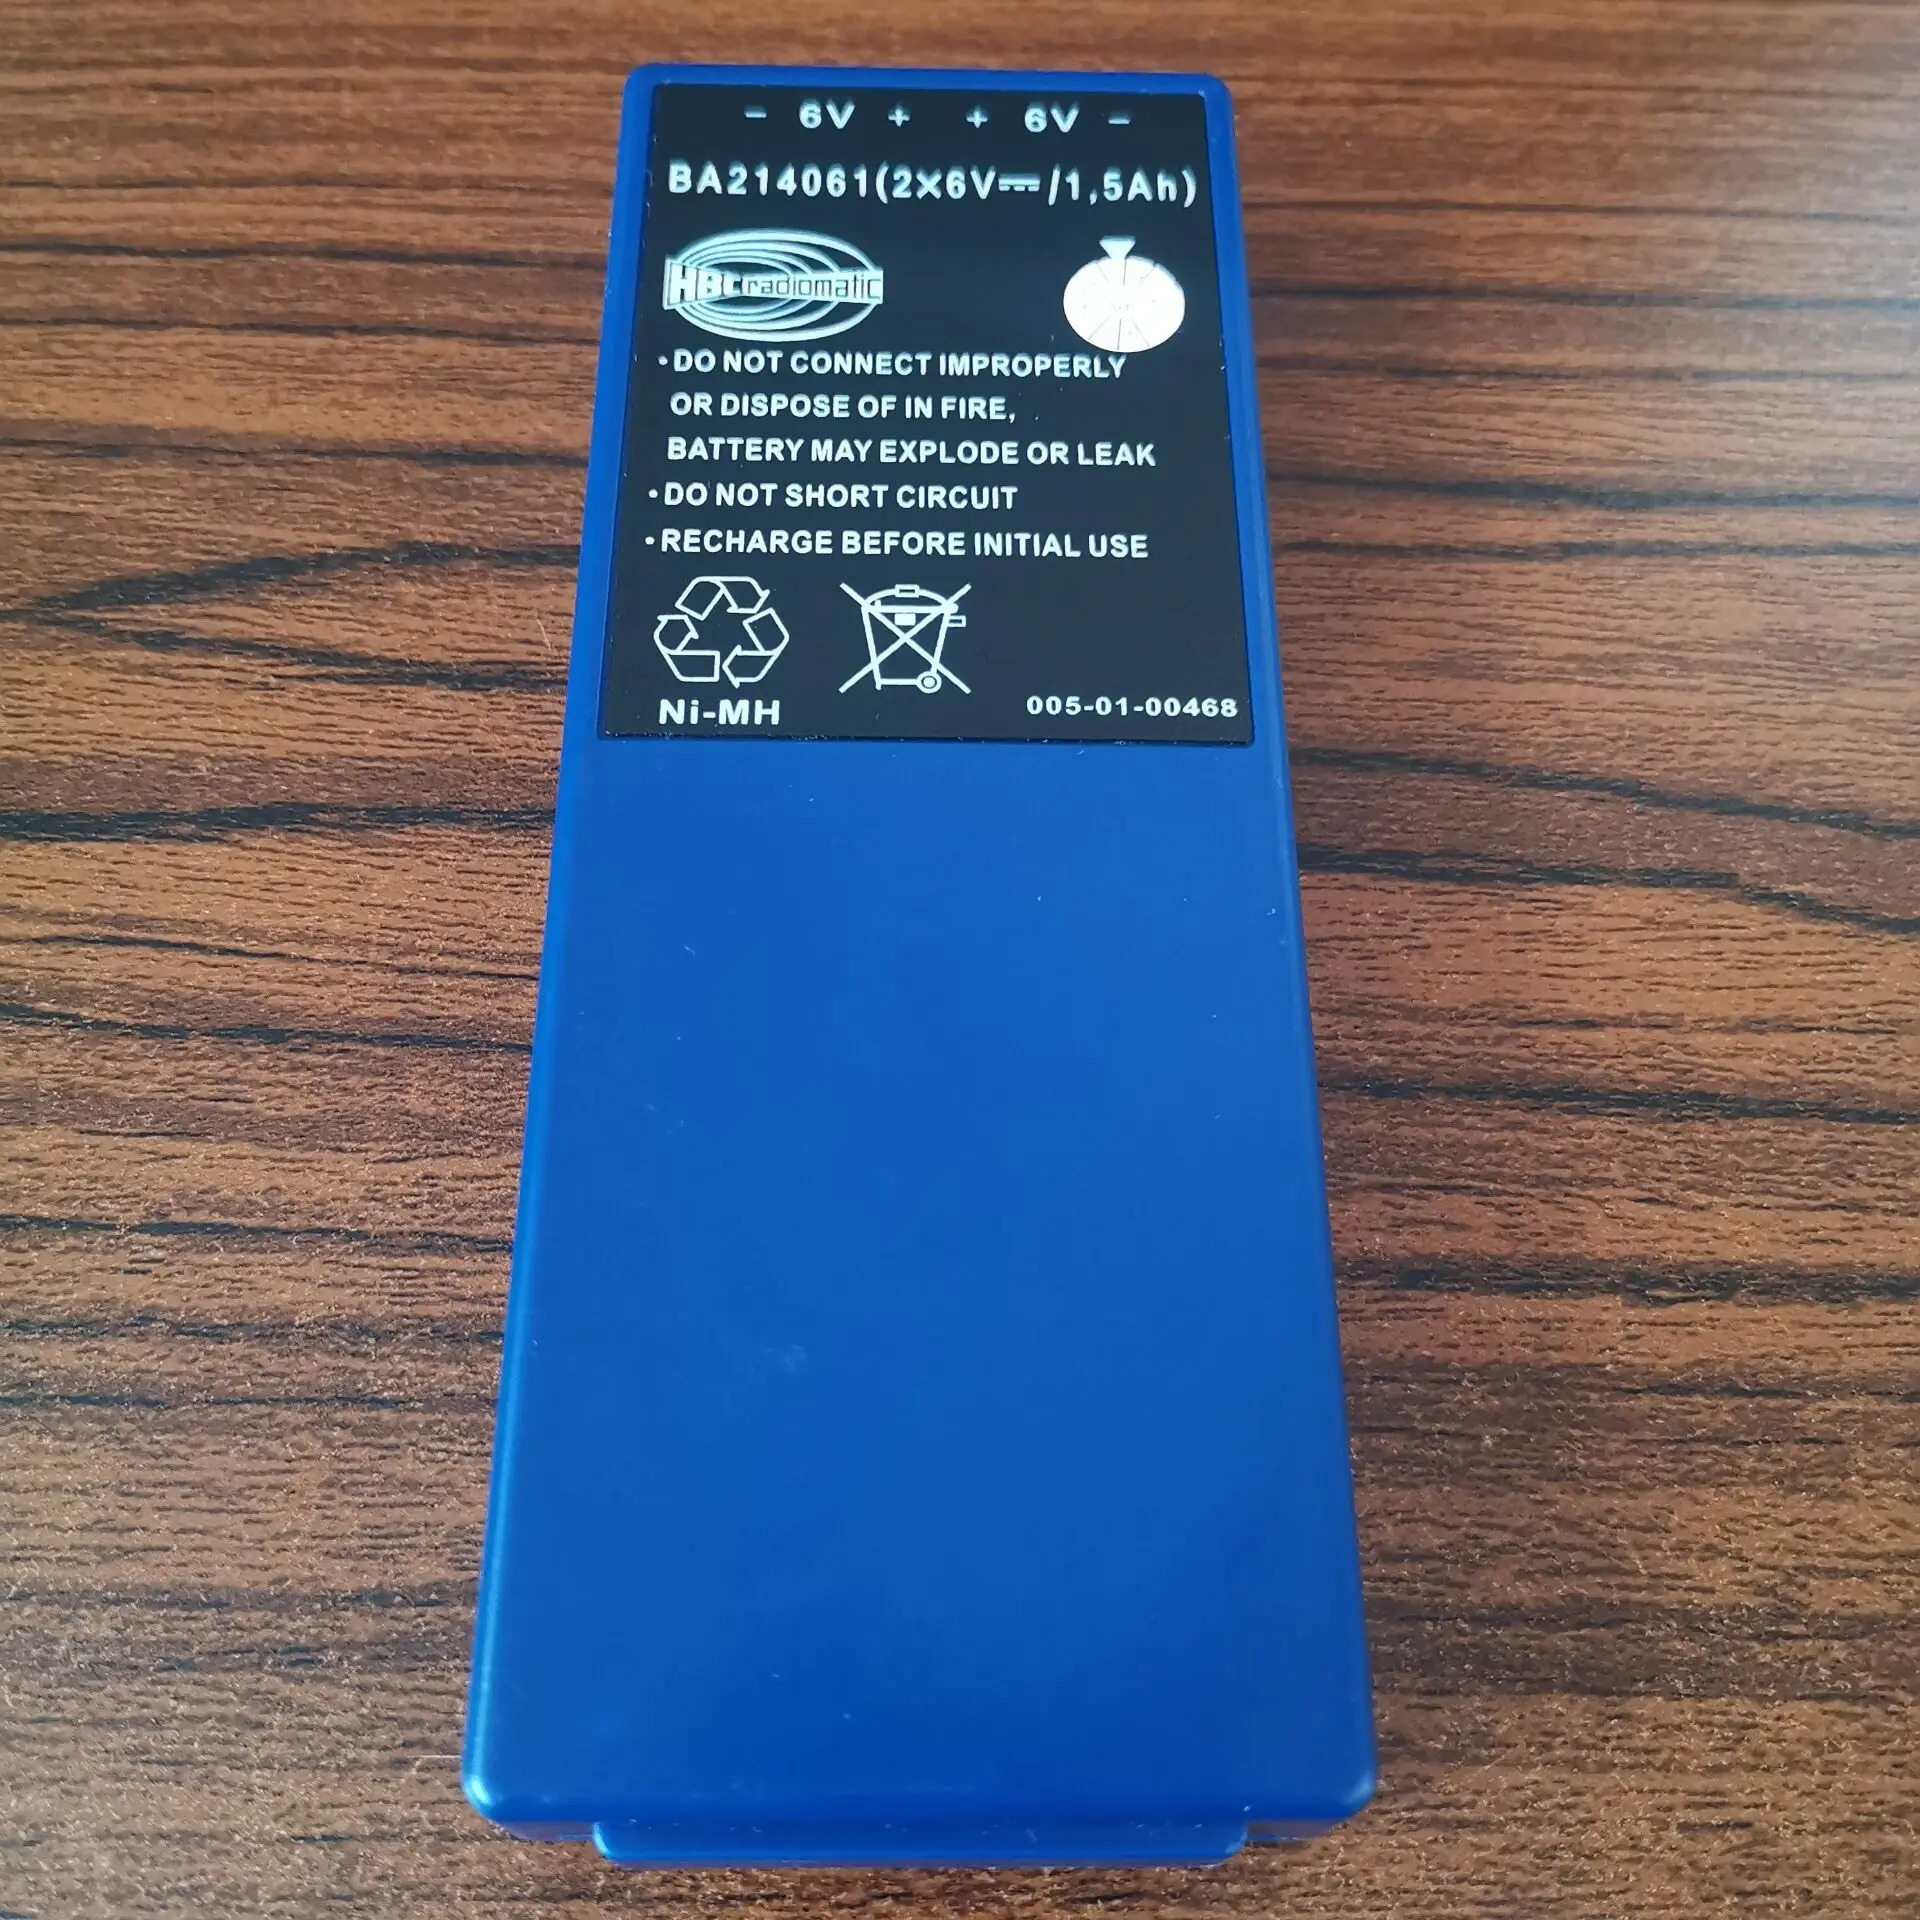 - 6V + + 6V -
BA214061(2×6V⎓/1,5Ah)
HBC radiomatic
•DO NOT CONNECT IMPROPERLY
OR DISPOSE OF IN FIRE,
BATTERY MAY EXPLODE OR LEAK
•DO NOT SHORT CIRCUIT
•RECHARGE BEFORE INITIAL USE
Ni-MH
005-01-00468